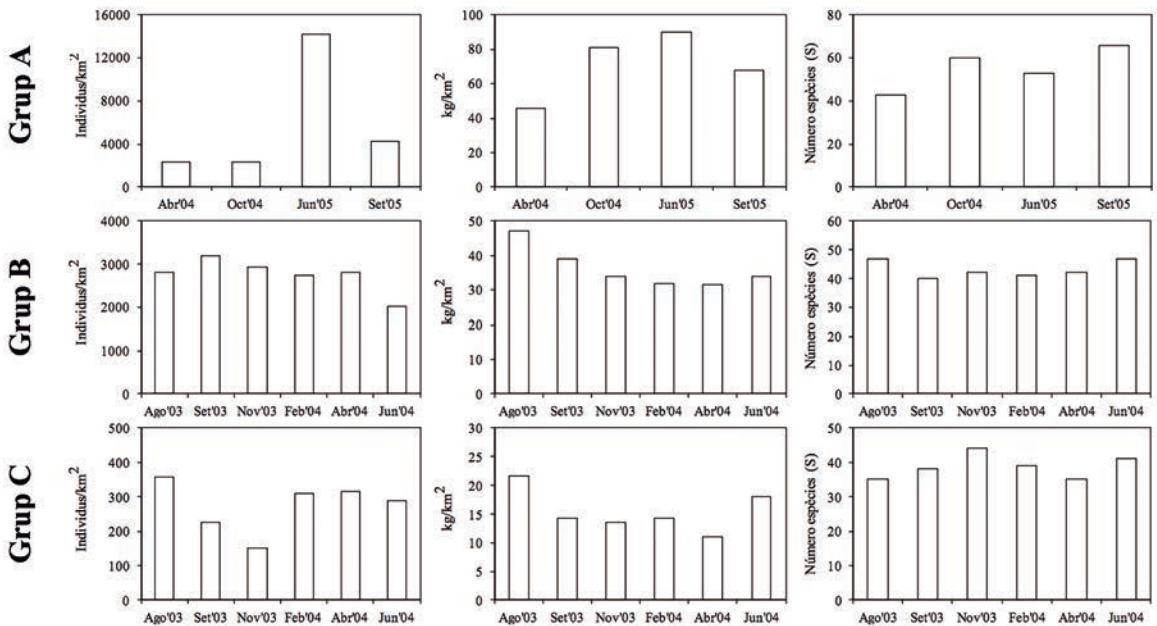 Grup A
Individus/km²
16000
12000
8000
4000
0
Abr'04 Oct'04 Jun'05 Set'05
kg/km²
100
80
60
40
20
0
Abr'04 Oct'04 Jun'05 Set'05
Número espècies (S)
80
60
40
20
0
Abr'04 Oct'04 Jun'05 Set'05
Grup B
Individus/km²
4000
3000
2000
1000
0
Ago'03 Set'03 Nov'03 Feb'04 Abr'04 Jun'04
kg/km²
50
40
30
20
10
0
Ago'03 Set'03 Nov'03 Feb'04 Abr'04 Jun'04
Número espècies (S)
60
50
40
30
20
10
0
Ago'03 Set'03 Nov'03 Feb'04 Abr'04 Jun'04
Grup C
Individus/km²
500
400
300
200
100
0
Ago'03 Set'03 Nov'03 Feb'04 Abr'04 Jun'04
kg/km²
30
25
20
15
10
5
0
Ago'03 Set'03 Nov'03 Feb'04 Abr'04 Jun'04
Número espècies (S)
50
40
30
20
10
0
Ago'03 Set'03 Nov'03 Feb'04 Abr'04 Jun'04